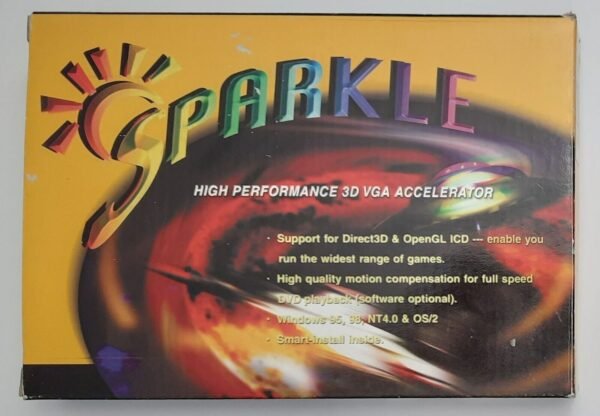 SPARKLE
HIGH PERFORMANCE 3D VGA ACCELERATOR
· Support for Direct3D & OpenGL ICD --- enable you
run the widest range of games.
· High quality motion compensation for full speed
DVD playback (software optional).
· Windows 95, 98, NT4.0 & OS/2
· Smart-Install inside.